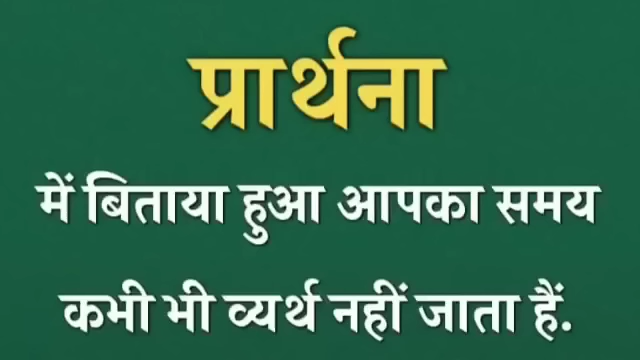 प्रार्थना
में बिताया हुआ आपका समय
कभी भी व्यर्थ नहीं जाता हैं.